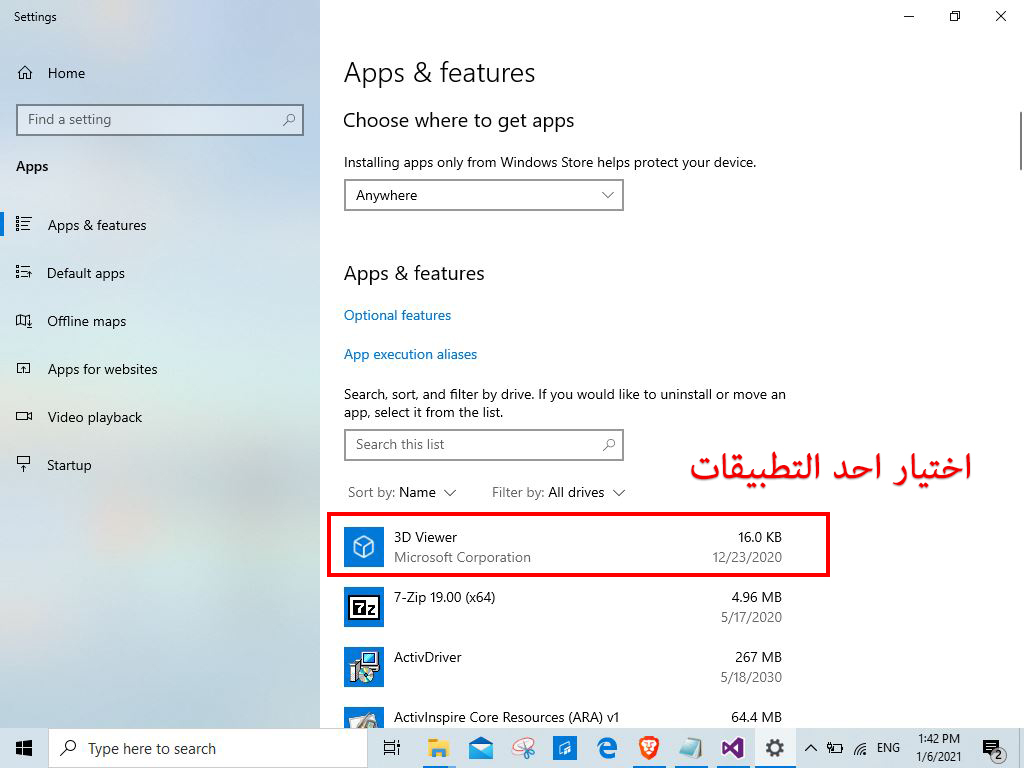 Settings
Home
Find a setting
Apps
Apps & features
Default apps
Offline maps
Apps for websites
Video playback
Startup
Apps & features
Choose where to get apps
Installing apps only from Windows Store helps protect your device.
Anywhere
Apps & features
Optional features
App execution aliases
Search, sort, and filter by drive. If you would like to uninstall or move an
app, select it from the list.
Search this list
اختيار احد التطبيقات
Sort by: Name
Filter by: All drives
3D Viewer
16.0 KB
Microsoft Corporation
12/23/2020
7-Zip 19.00 (x64)
4.96 MB
5/17/2020
7z
ActivDriver
267 MB
5/18/2030
ActivInspire Core Resources (ARA) v1
64.4 MB
Type here to search
ENG
1:42 PM
1/6/2021
2